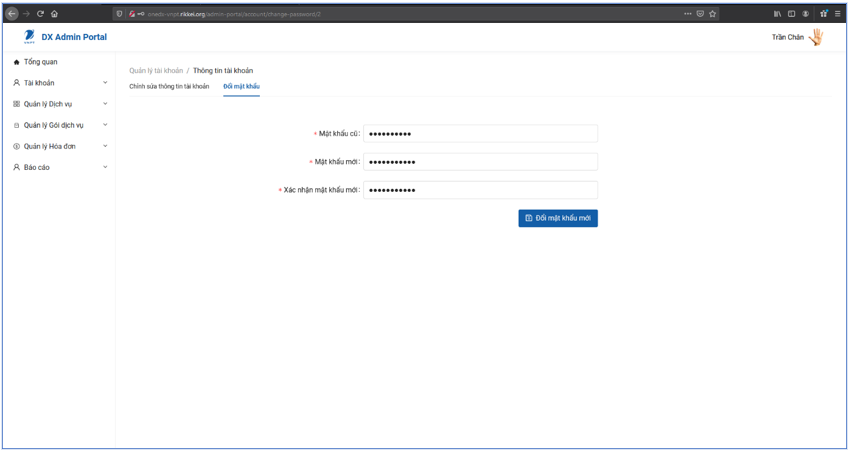 onedx-vnpt.rikkei.org/admin-portal/account/change-password/2
VNPT
DX Admin Portal
Trần Chân
Tổng quan
Tài khoản
Quản lý Dịch vụ
Quản lý Gói dịch vụ
Quản lý Hóa đơn
Báo cáo
Quản lý tài khoản / Thông tin tài khoản
Chỉnh sửa thông tin tài khoản Đổi mật khẩu
* Mật khẩu cũ:
* Mật khẩu mới:
* Xác nhận mật khẩu mới:
Đổi mật khẩu mới